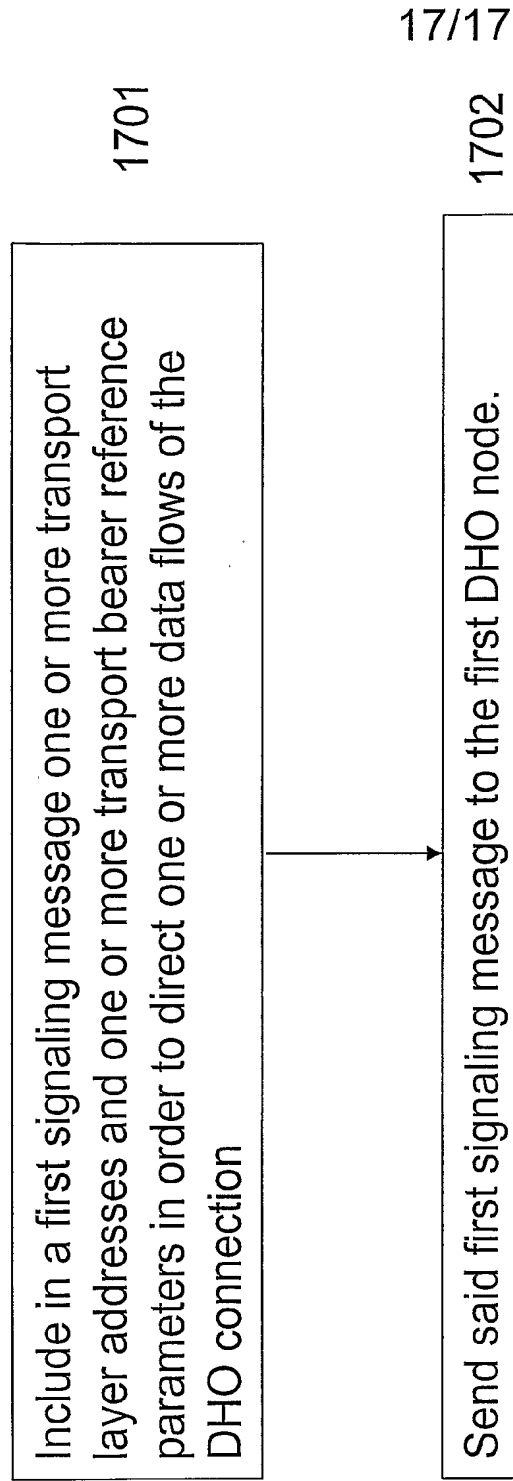 17/17
1701
Include in a first signaling message one or more transport
layer addresses and one or more transport bearer reference
parameters in order to direct one or more data flows of the
DHO connection
1702
Send said first signaling message to the first DHO node.